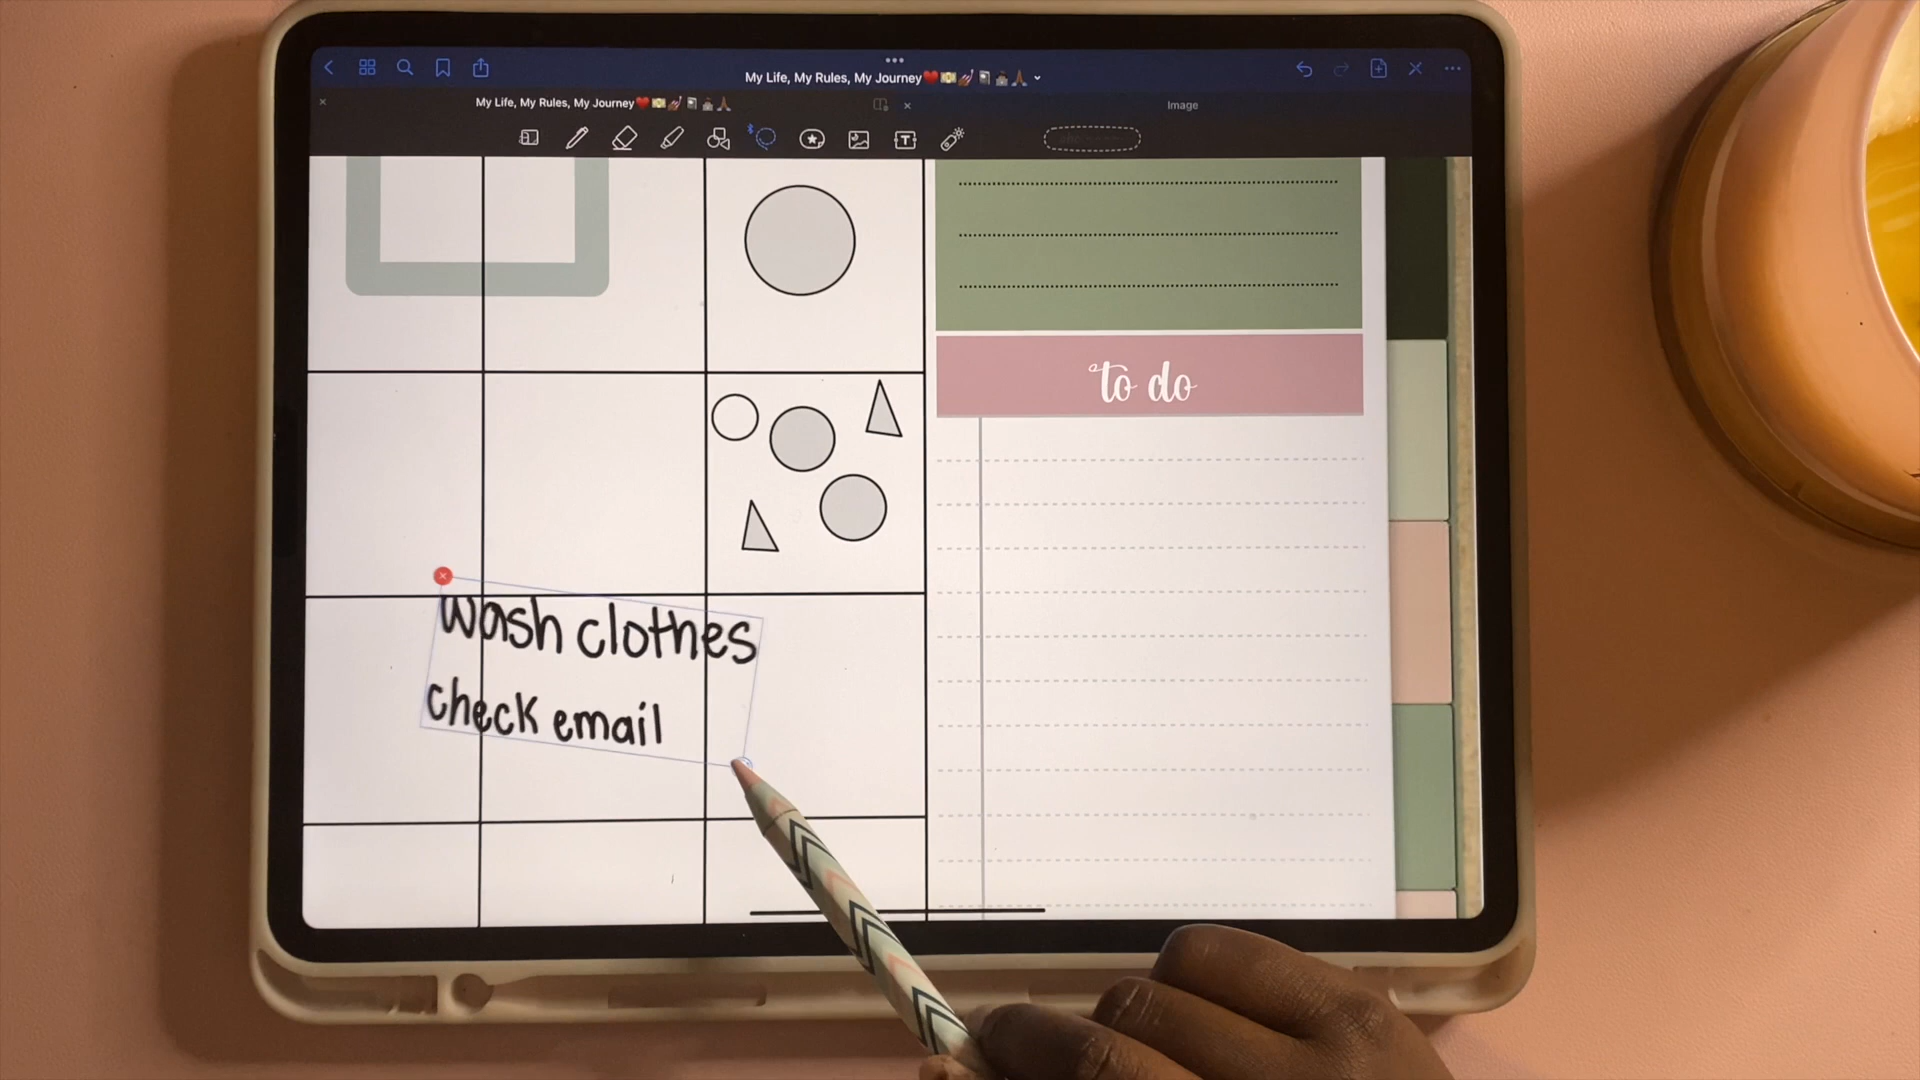 My Life, My Rules, My Journey❤️
My Life, My Rules, My Journey❤️
Image
to do
wash clothes
check email